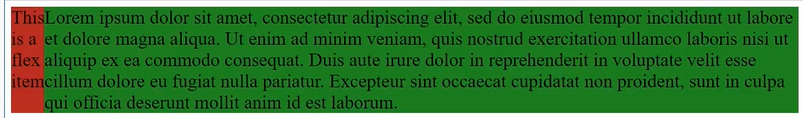 This
is a
flex
item
Lorem ipsum dolor sit amet, consectetur adipiscing elit, sed do eiusmod tempor incididunt ut labore
et dolore magna aliqua. Ut enim ad minim veniam, quis nostrud exercitation ullamco laboris nisi ut
aliquip ex ea commodo consequat. Duis aute irure dolor in reprehenderit in voluptate velit esse
cillum dolore eu fugiat nulla pariatur. Excepteur sint occaecat cupidatat non proident, sunt in culpa
qui officia deserunt mollit anim id est laborum.